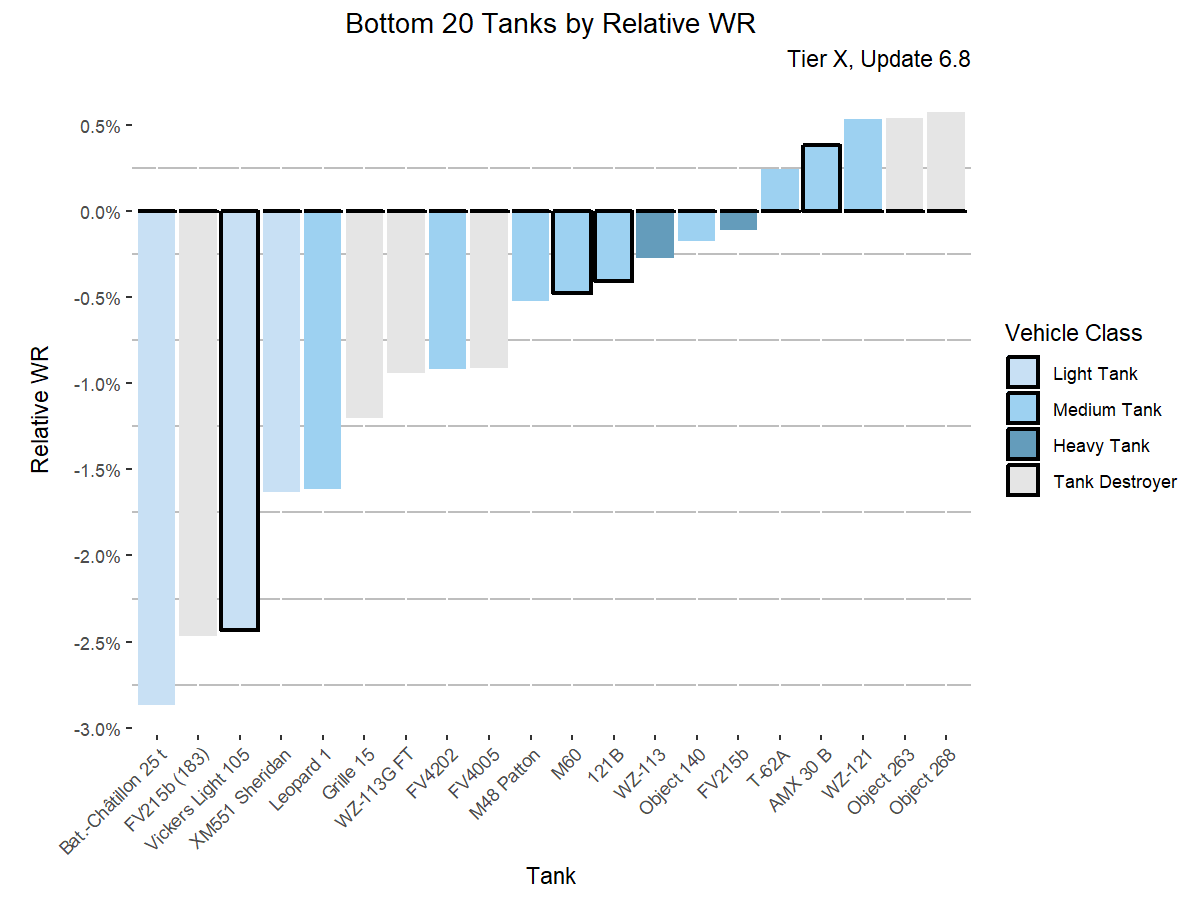 Bottom 20 Tanks by Relative WR
Tier X, Update 6.8
0.5%
0.0%
-0.5%
-1.0%
-1.5%
-2.0%
-2.5%
-3.0%
Relative WR
Bat.-Châtillon 25 t
FV215b (183)
Vickers Light 105
XM551 Sheridan
Leopard 1
Grille 15
WZ-113G FT
FV4202
FV4005
M48 Patton
M60
121B
WZ-113
Object 140
FV215b
T-62A
AMX 30 B
WZ-121
Object 263
Object 268
Tank
Vehicle Class
Light Tank
Medium Tank
Heavy Tank
Tank Destroyer